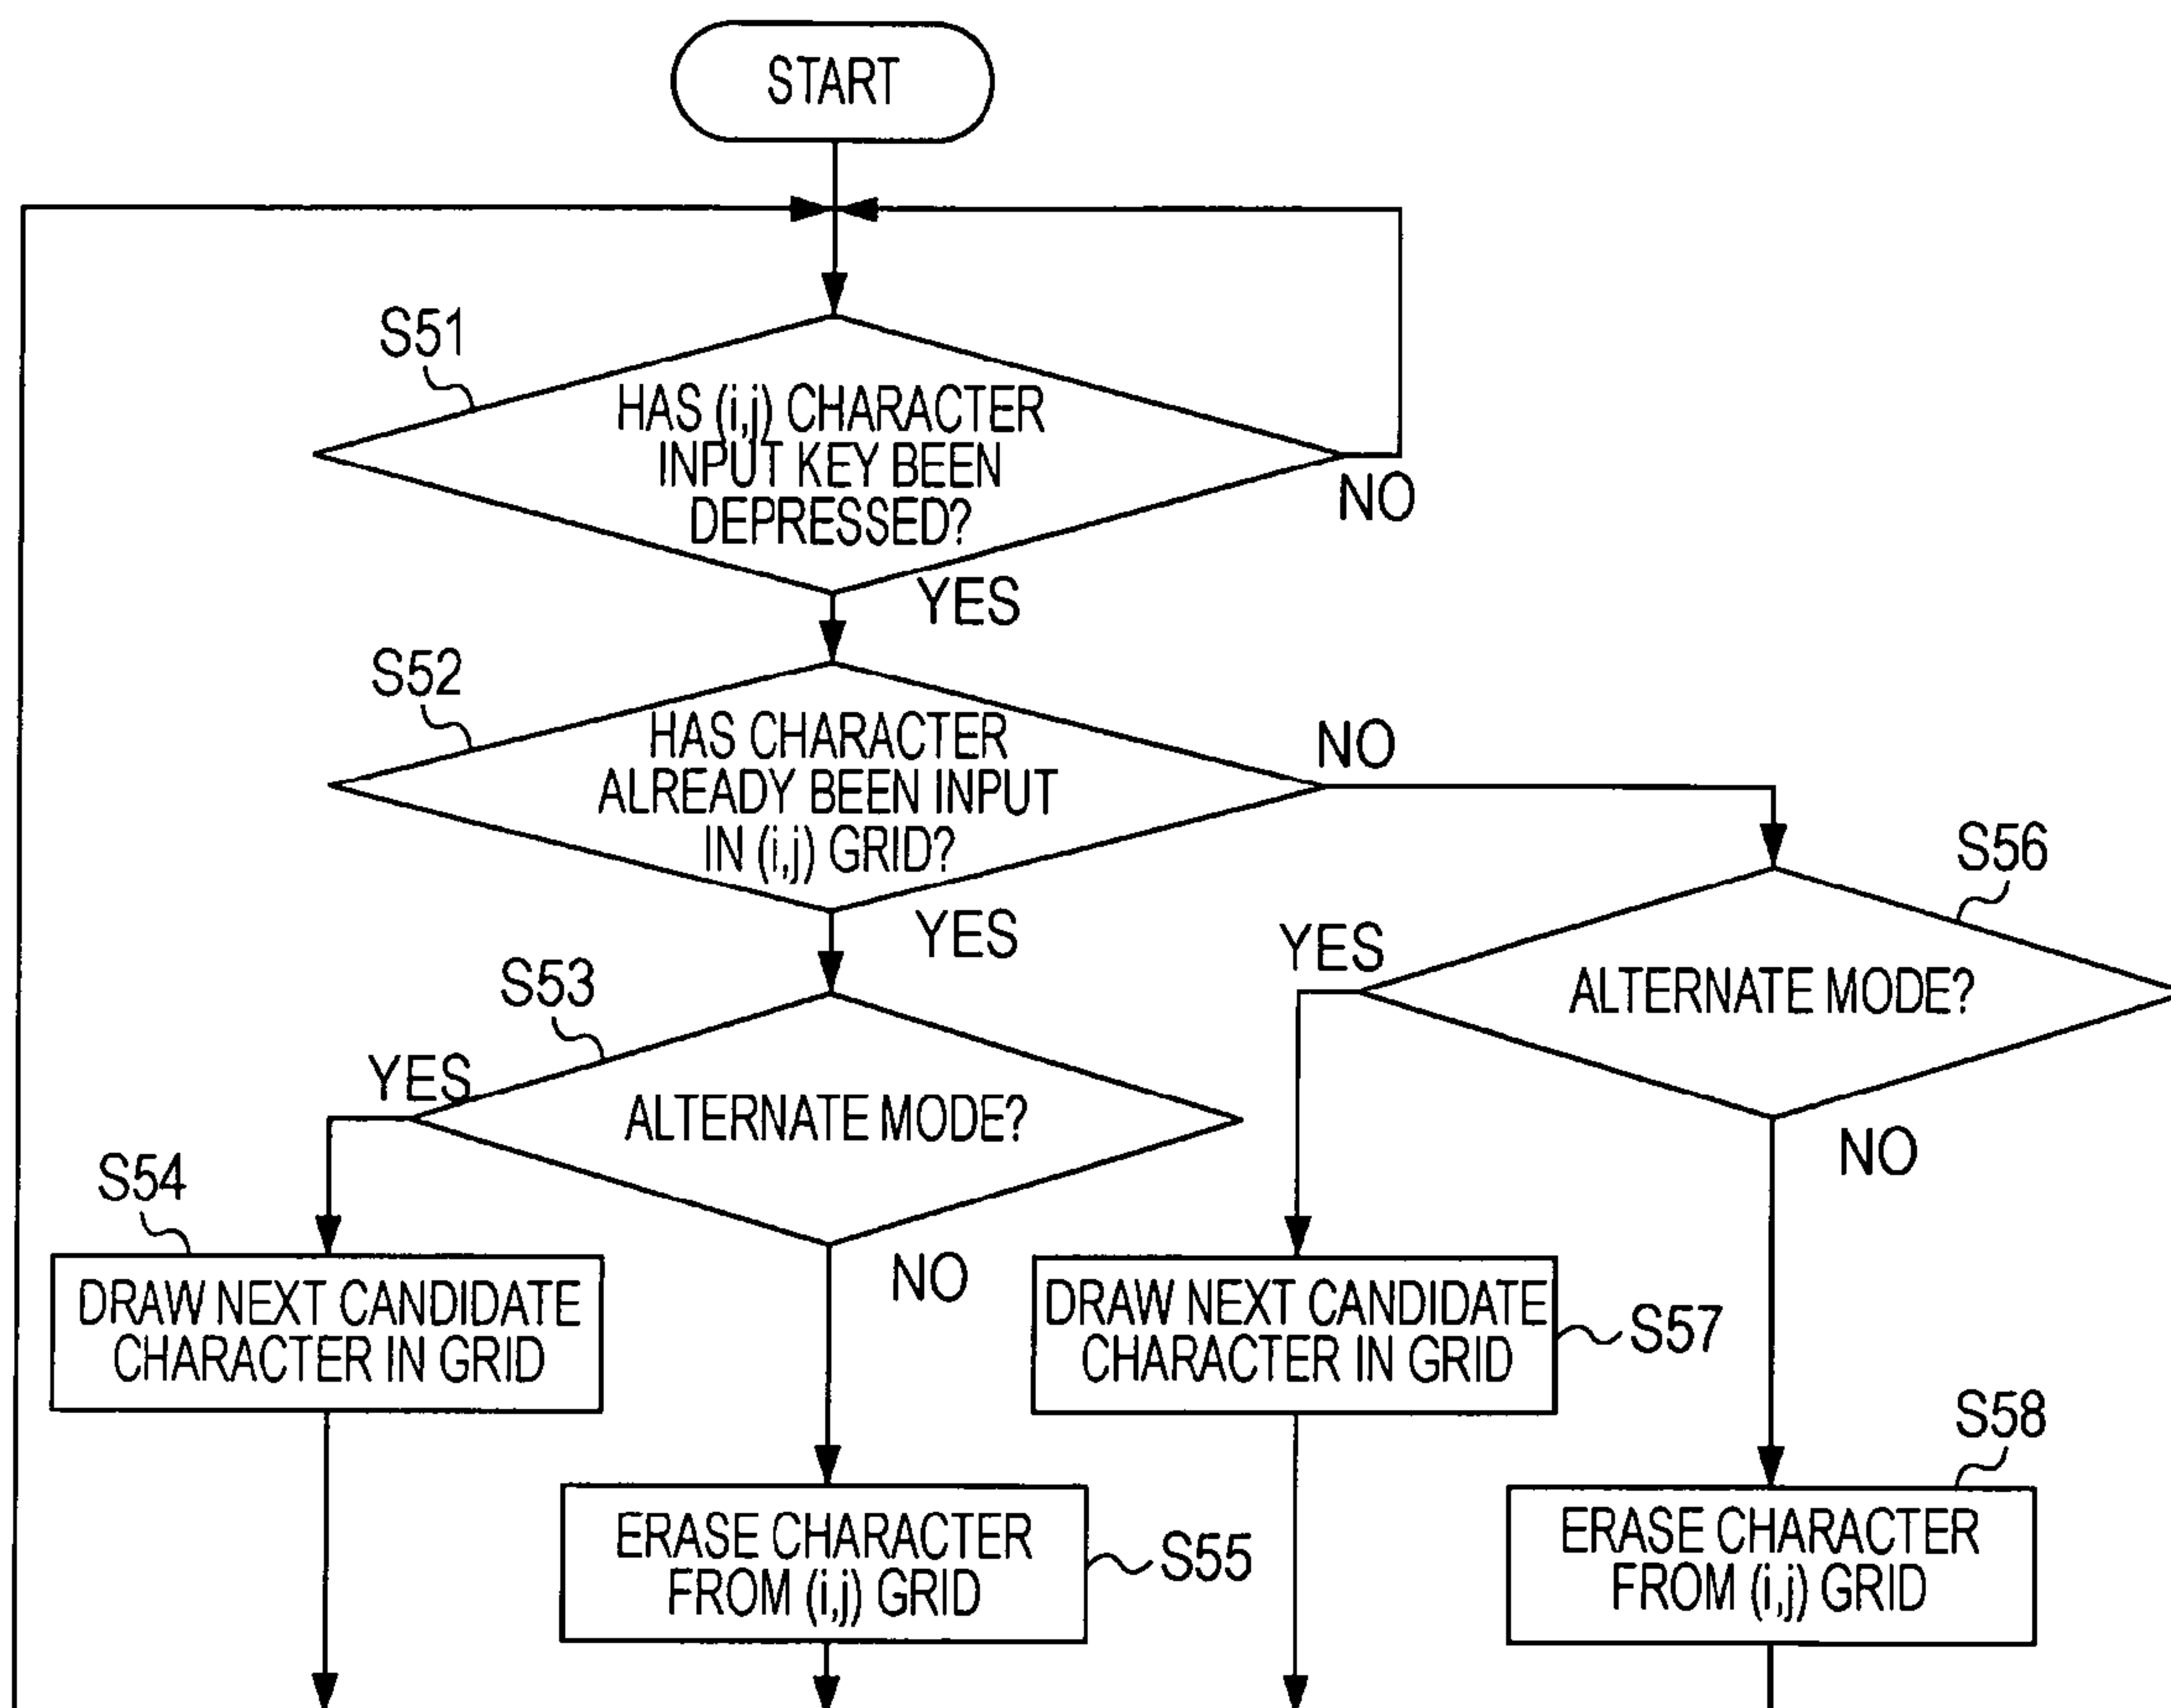 START
S51
HAS (i,j) CHARACTER
INPUT KEY BEEN
DEPRESSED?
NO
YES
S52
HAS CHARACTER
ALREADY BEEN INPUT
IN (i,j) GRID?
NO
YES
S56
ALTERNATE MODE?
YES
NO
S53
ALTERNATE MODE?
YES
NO
S54
DRAW NEXT CANDIDATE
CHARACTER IN GRID
DRAW NEXT CANDIDATE
CHARACTER IN GRID
S57
ERASE CHARACTER
FROM (i,j) GRID
S55
S58
ERASE CHARACTER
FROM (i,j) GRID